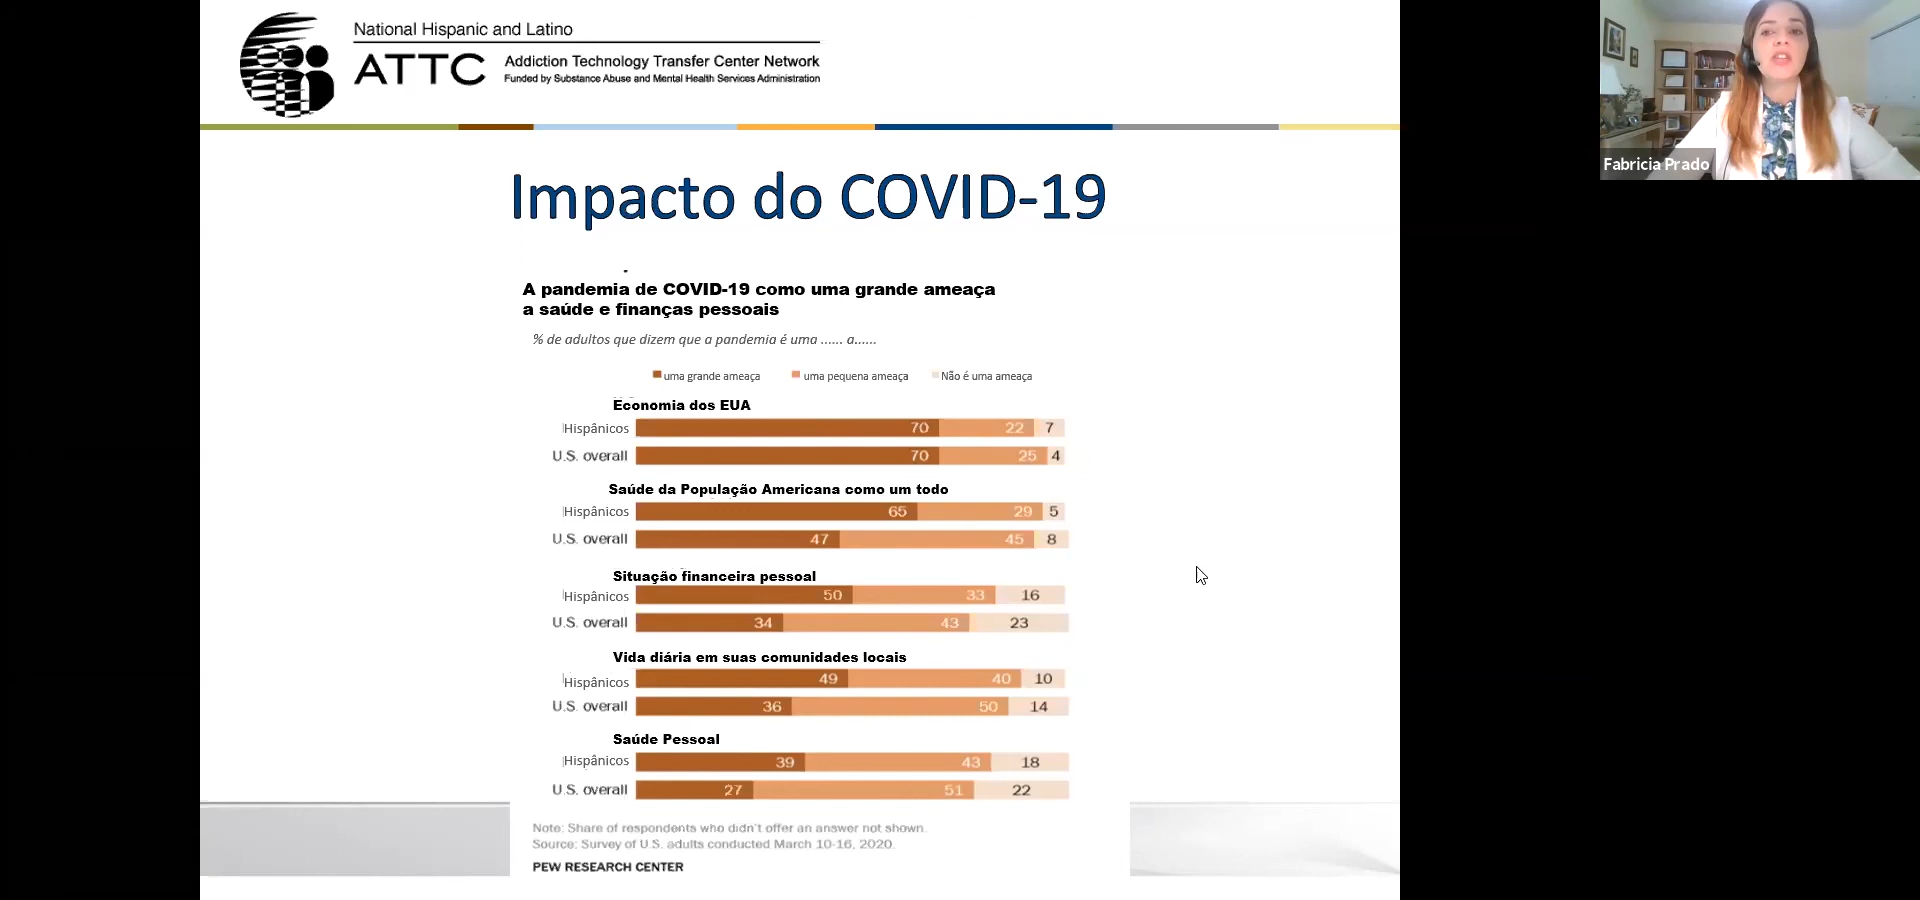 National Hispanic and Latino
ATTC
Addiction Technology Transfer Center Network
Funded by Substance Abuse and Mental Health Services Administration
Fabricia Prado
Impacto do COVID-19
A pandemia de COVID-19 como uma grande ameaça
a saúde e finanças pessoais
% de adultos que dizem que a pandemia é uma ...... a......
uma grande ameaça uma pequena ameaça Não é uma ameaça
Economia dos EUA
Hispânicos 70 22 7
U.S. overall 70 25 4
Saúde da População Americana como um todo
Hispânicos 65 29 5
U.S. overall 47 45 8
Situação financeira pessoal
Hispânicos 50 33 16
U.S. overall 34 43 23
Vida diária em suas comunidades locais
Hispânicos 49 40 10
U.S. overall 36 50 14
Saúde Pessoal
Hispânicos 39 43 18
U.S. overall 27 51 22
Note: Share of respondents who didn't offer an answer not shown.
Source: Survey of U.S. adults conducted March 10-16, 2020.
PEW RESEARCH CENTER